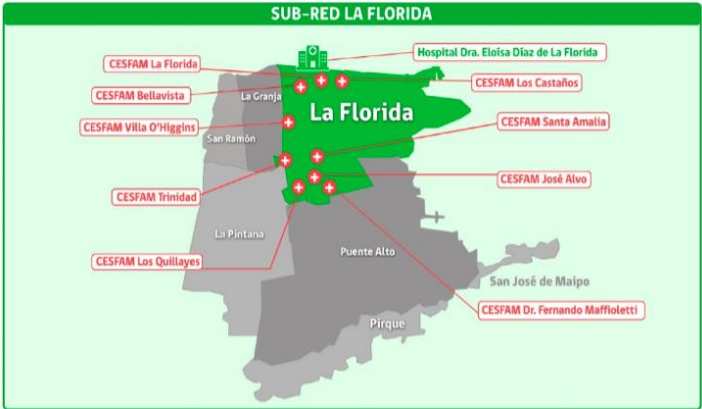 SUB-RED LA FLORIDA
Hospital Dra. Eloísa Díaz de La Florida
CESFAM La Florida
CESFAM Los Castaños
CESFAM Bellavista
La Granja
La Florida
CESFAM Villa O'Higgins
CESFAM Santa Amalia
San Ramón
CESFAM José Alvo
CESFAM Trinidad
La Pintana
Puente Alto
CESFAM Los Quillayes
San José de Maipo
CESFAM Dr. Fernando Maffioletti
Pirque